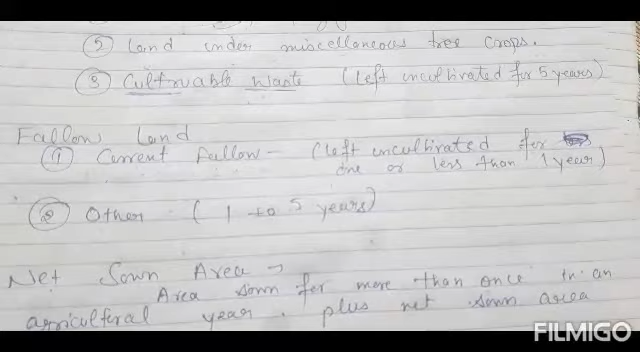 ② Land under miscellaneous tree crops.
③ Cultruable Waste (left uncultivated for 5 years)
Fallow Land
① Current Fallow - (left uncultivated for
one or less than 1 year)
② Other (1 to 5 years)
Net Sown Area →
Area sown for more than once in an
agricultural year. plus net sown area
FILMIGO